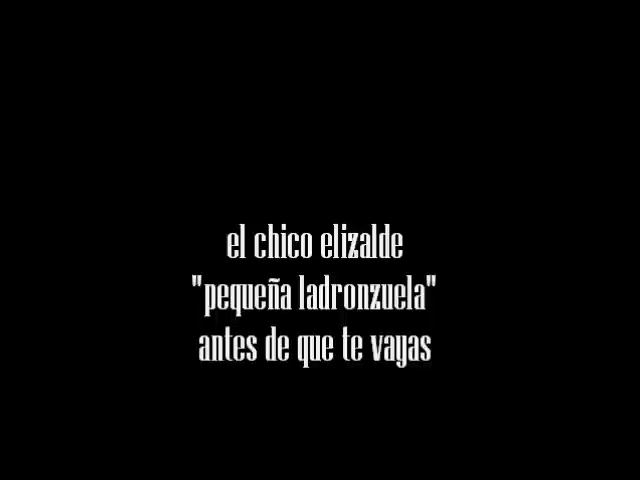 el chico elizalde
"pequeña ladronzuela"
antes de que te vayas